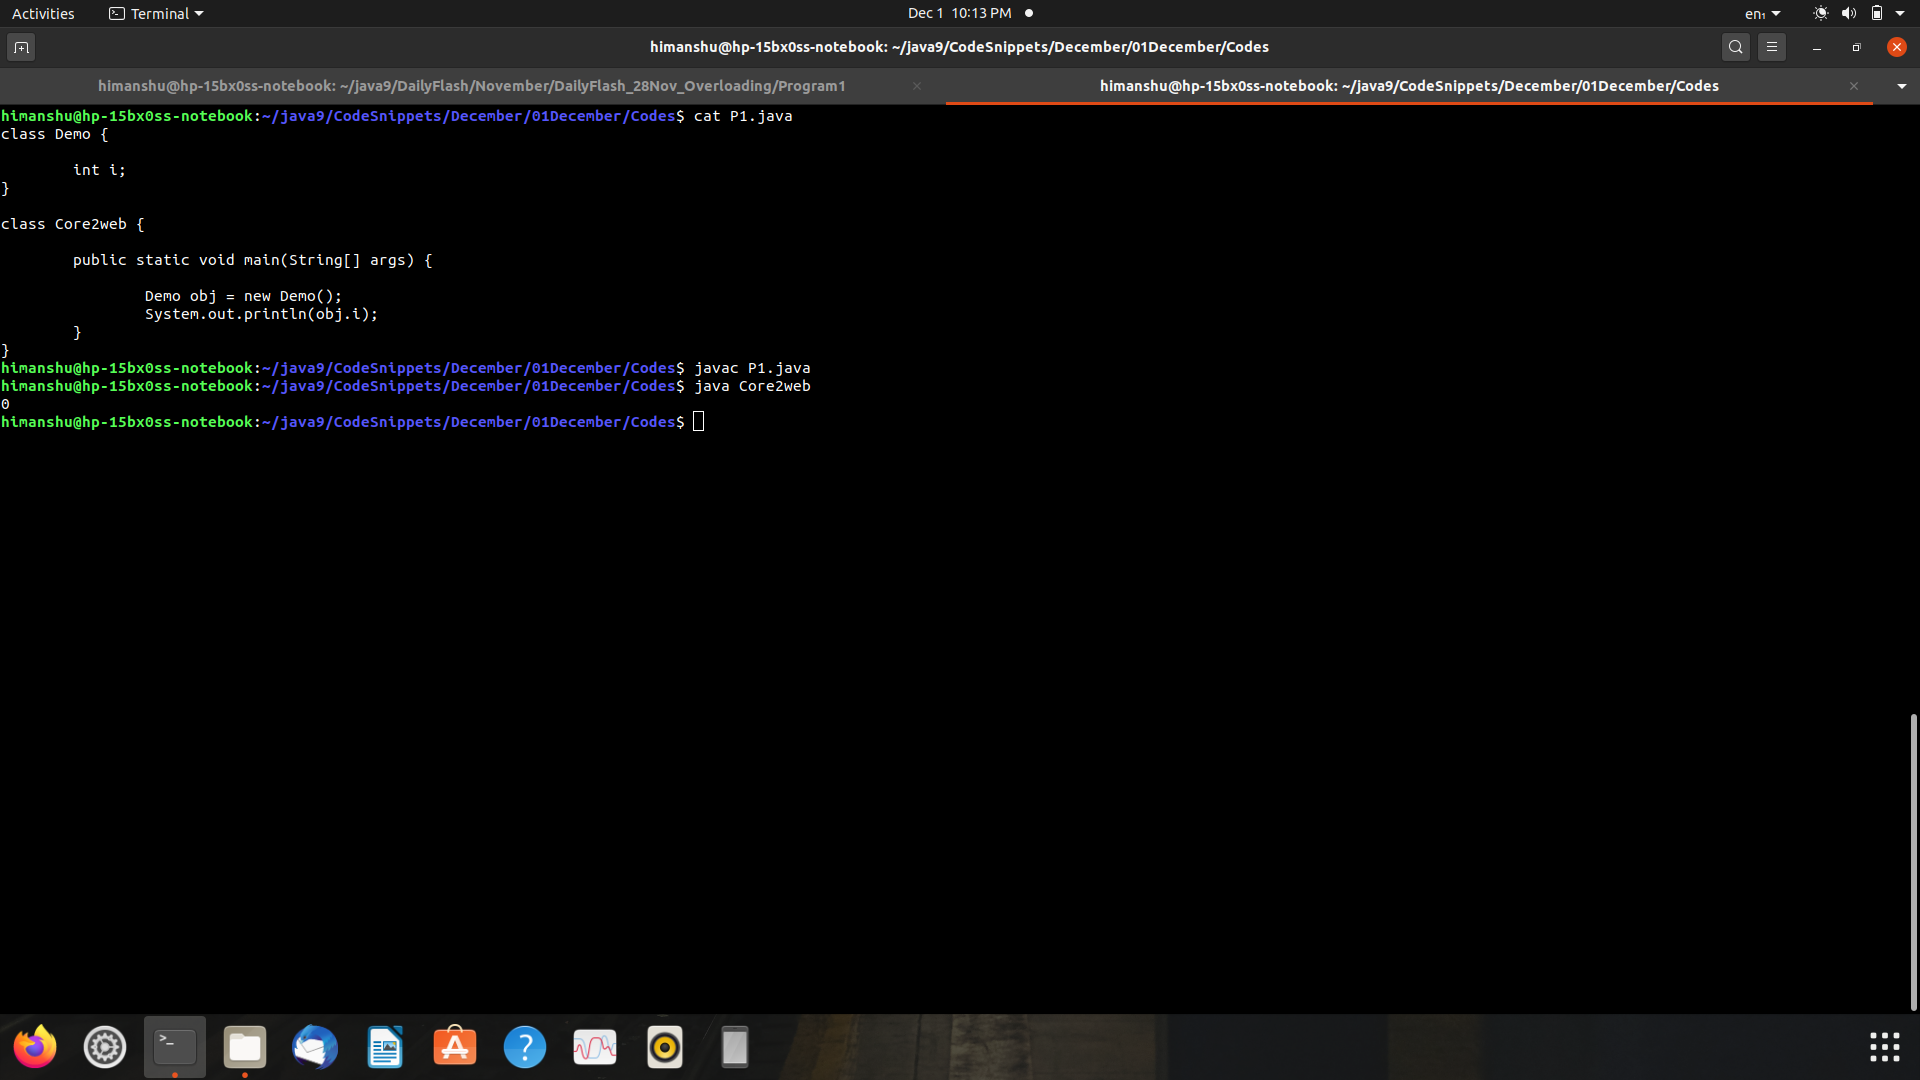 Activities Terminal Dec 1 10:13 PM en₁
himanshu@hp-15bx0ss-notebook: ~/java9/CodeSnippets/December/01December/Codes
himanshu@hp-15bx0ss-notebook: ~/java9/DailyFlash/November/DailyFlash_28Nov_Overloading/Program1 himanshu@hp-15bx0ss-notebook: ~/java9/CodeSnippets/December/01December/Codes
himanshu@hp-15bx0ss-notebook:~/java9/CodeSnippets/December/01December/Codes$ cat P1.java
class Demo {
        int i;
}
class Core2web {
        public static void main(String[] args) {
                Demo obj = new Demo();
                System.out.println(obj.i);
        }
}
himanshu@hp-15bx0ss-notebook:~/java9/CodeSnippets/December/01December/Codes$ javac P1.java
himanshu@hp-15bx0ss-notebook:~/java9/CodeSnippets/December/01December/Codes$ java Core2web
0
himanshu@hp-15bx0ss-notebook:~/java9/CodeSnippets/December/01December/Codes$